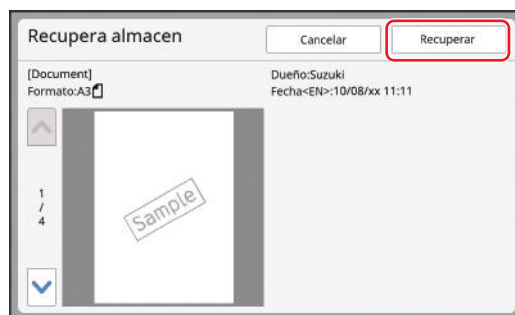 Recupera almacen
Cancelar
Recuperar
[Document]
Formato:A3
Dueño:Suzuki
Fecha<EN>:10/08/xx 11:11
1
/
4
Sample